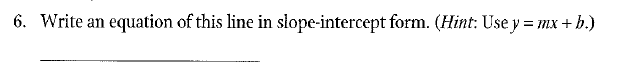 6. Write an equation of this line in slope-intercept form. (Hint: Use y = mx + b.)